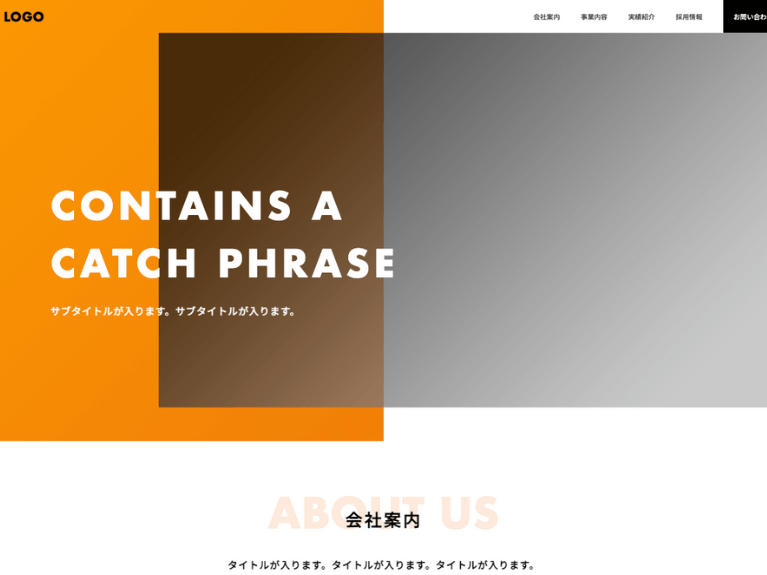 LOGO
会社案内
事業内容
実績紹介
採用情報
お問い合わ
CONTAINS A
CATCH PHRASE
サブタイトルが入ります。サブタイトルが入ります。
ABOUT US
会社案内
タイトルが入ります。タイトルが入ります。タイトルが入ります。